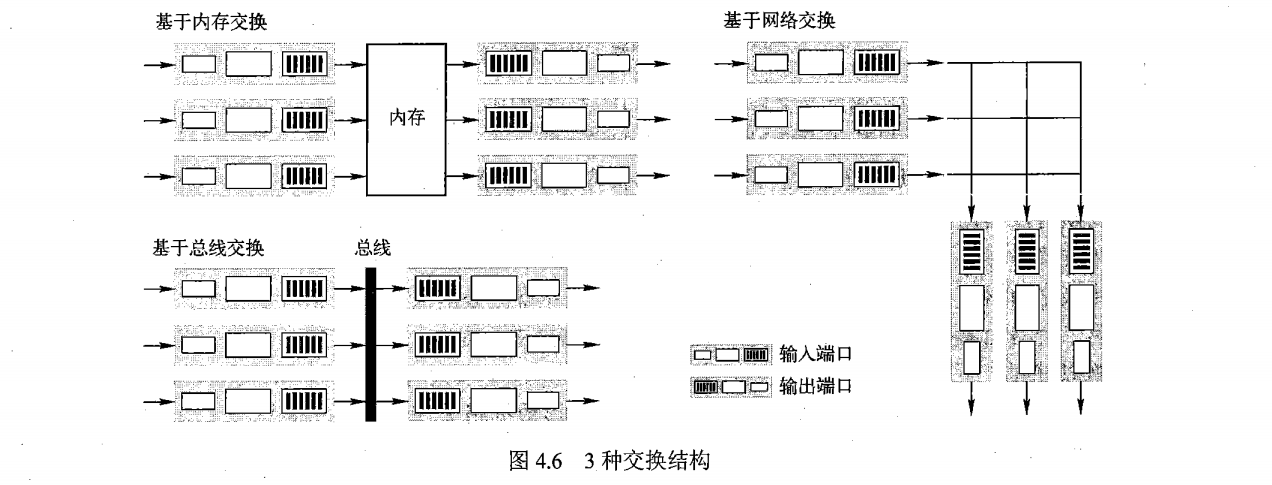 基于内存交换
内存
基于网络交换
基于总线交换
总线
输入端口
输出端口
图 4.6 3 种交换结构